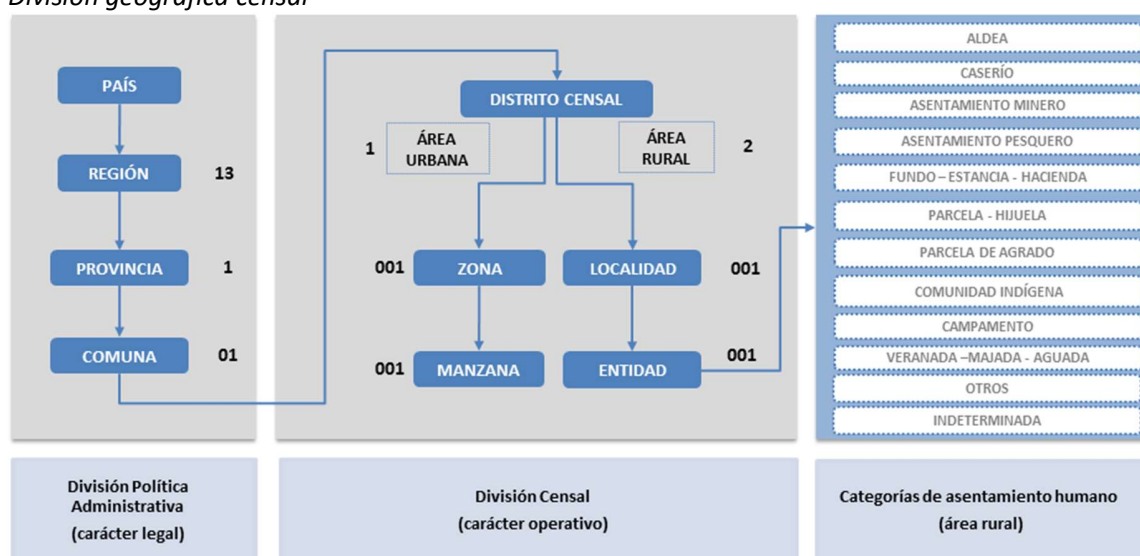 División geográfica censal
PAÍS
REGIÓN
13
PROVINCIA
1
COMUNA
01
División Política
Administrativa
(carácter legal)
DISTRITO CENSAL
1
ÁREA
URBANA
ÁREA
RURAL
2
001
ZONA
LOCALIDAD
001
001
MANZANA
ENTIDAD
001
División Censal
(carácter operativo)
ALDEA
CASERÍO
ASENTAMIENTO MINERO
ASENTAMIENTO PESQUERO
FUNDO – ESTANCIA - HACIENDA
PARCELA - HIJUELA
PARCELA DE AGRADO
COMUNIDAD INDÍGENA
CAMPAMENTO
VERANADA –MAJADA - AGUADA
OTROS
INDETERMINADA
Categorías de asentamiento humano
(área rural)